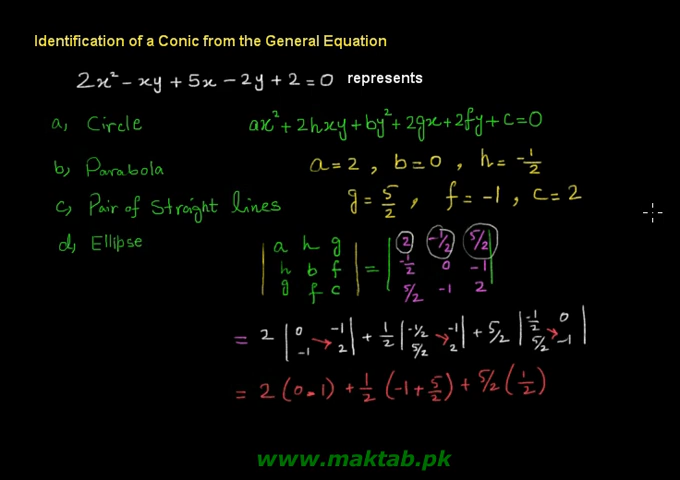 Identification of a Conic from the General Equation
2x² - xy + 5x - 2y + 2 = 0 represents
a, Circle
ax² + 2hxy + by² + 2gx + 2fy + c = 0
b) Parabola
a = 2 , b = 0 , h = -1/2
c, Pair of Straight lines
g = 5/2 , f = -1 , c = 2
d, Ellipse
| a h g | = | 2 -1/2 5/2 |
| h b f | | -1/2 0 -1 |
| g f c | | 5/2 -1 2 |
= 2 | 0 → -1 | + 1/2 | -1/2 → -1 | + 5/2 | -1/2 → 0 |
| -1 2 | | 5/2 2 | | 5/2 -1 |
= 2 (0 - 1) + 1/2 (-1 + 5/2) + 5/2 (1/2)
www.maktab.pk